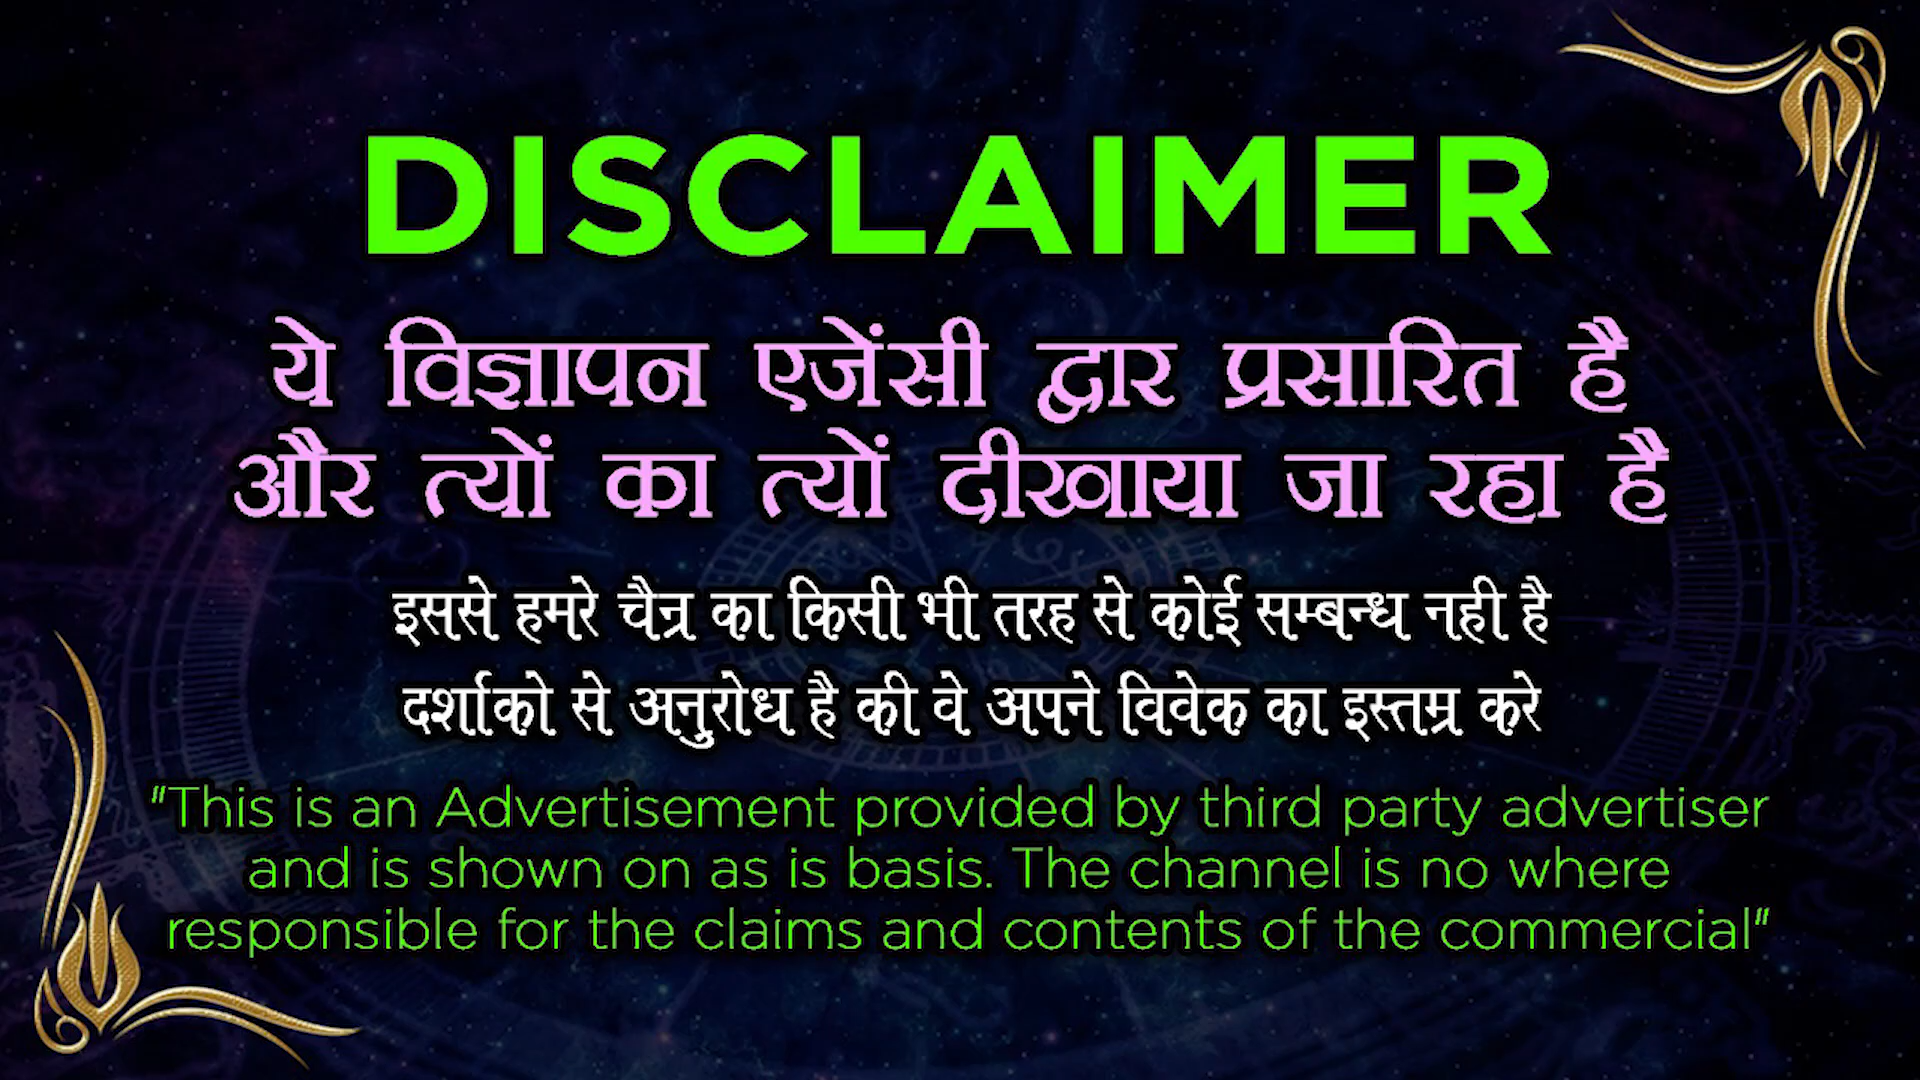 DISCLAIMER
ये विज्ञापन एजेंसी द्वार प्रसारित है
और त्यों का त्यों दीखाया जा रहा है
इससे हमरे चैन्र का किसी भी तरह से कोई सम्बन्ध नही है
दर्शाको से अनुरोध है की वे अपने विवेक का इस्तम्र करे
"This is an Advertisement provided by third party advertiser
and is shown on as is basis. The channel is no where
responsible for the claims and contents of the commercial"